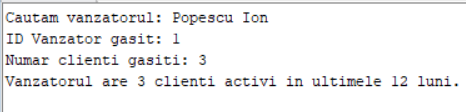 Cautam vanzatorul: Popescu Ion
ID Vanzator gasit: 1
Numar clienti gasiti: 3
Vanzatorul are 3 clienti activi in ultimele 12 luni.